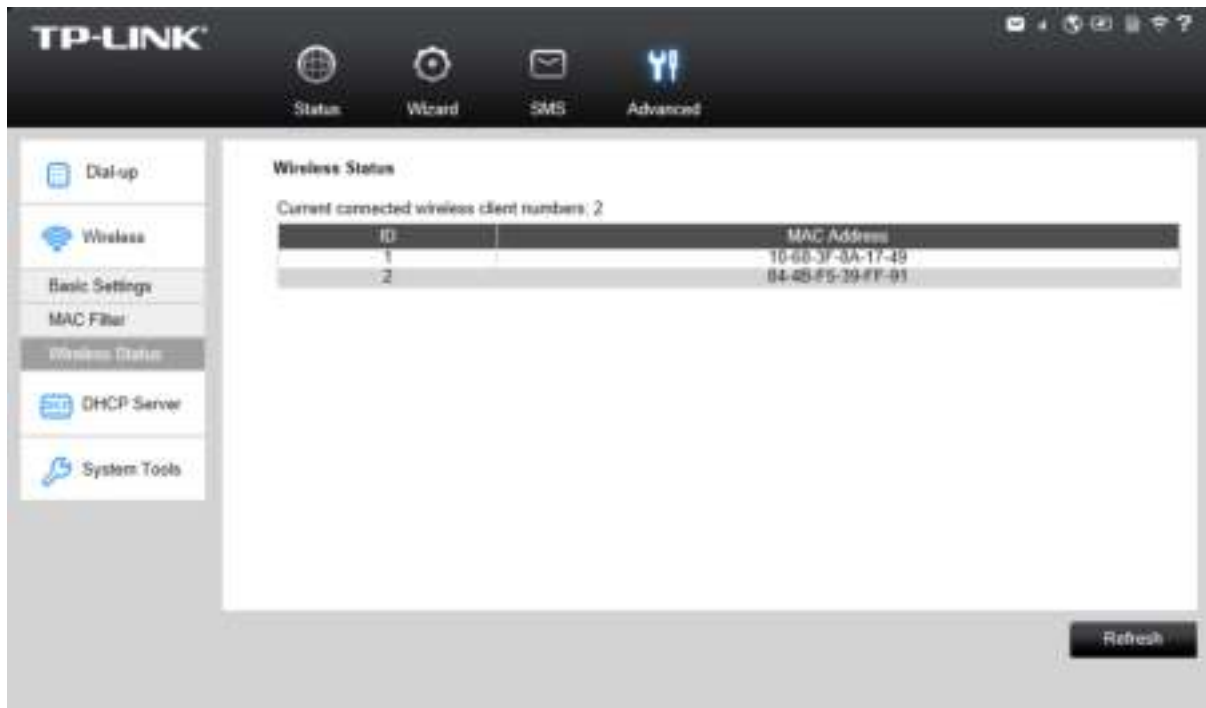 TP-LINK
Status
Wizard
SMS
Advanced
Dial-up
Wireless
Basic Settings
MAC Filter
Wireless Status
DHCP Server
System Tools
Wireless Status
Current connected wireless client numbers: 2
ID MAC Address
1 10-68-3F-8A-17-49
2 84-4B-F5-39-FF-91
Refresh